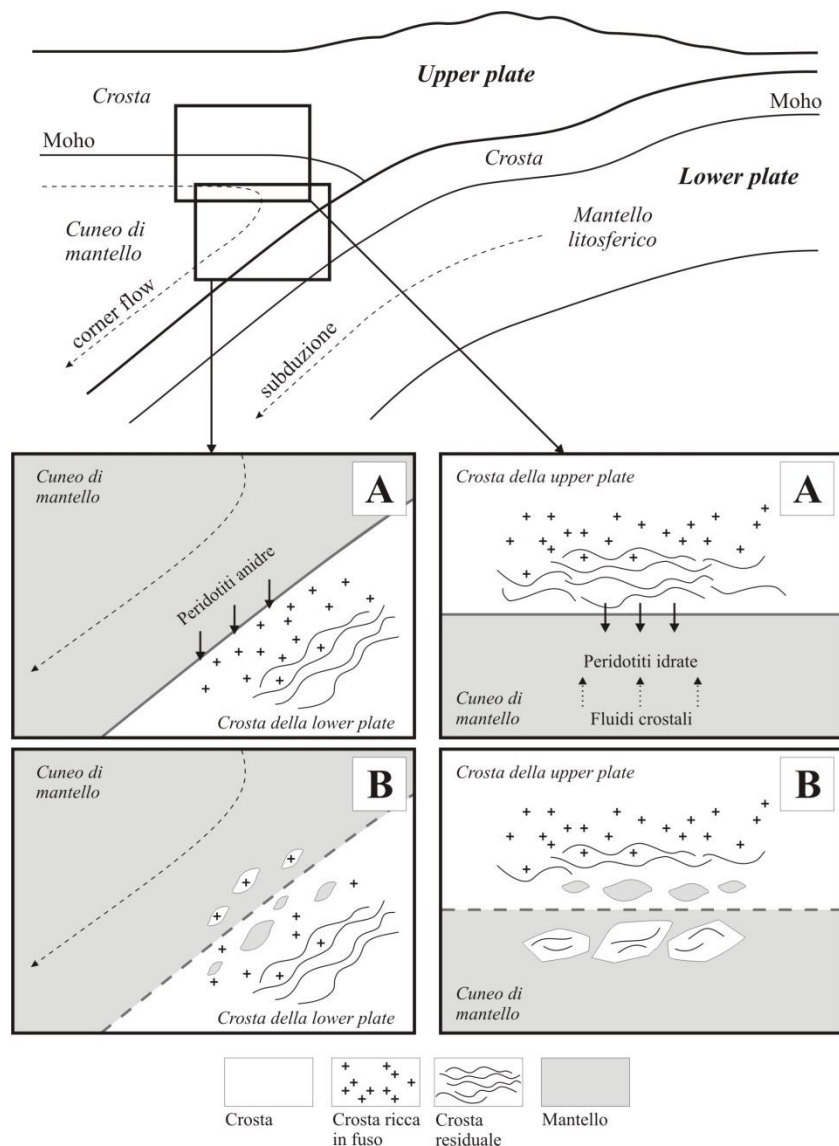 Upper plate
Crosta
Moho
Moho
Crosta
Lower plate
Cuneo di
mantello
Mantello
litosferico
corner flow
subduzione
Cuneo di
mantello
A
Peridotiti anidre
Crosta della lower plate
Crosta della upper plate
A
Peridotiti idrate
Cuneo di
mantello
Fluidi crostali
Cuneo di
mantello
B
Crosta della lower plate
Crosta della upper plate
B
Cuneo di
mantello
Crosta
Crosta ricca
in fuso
Crosta
residuale
Mantello